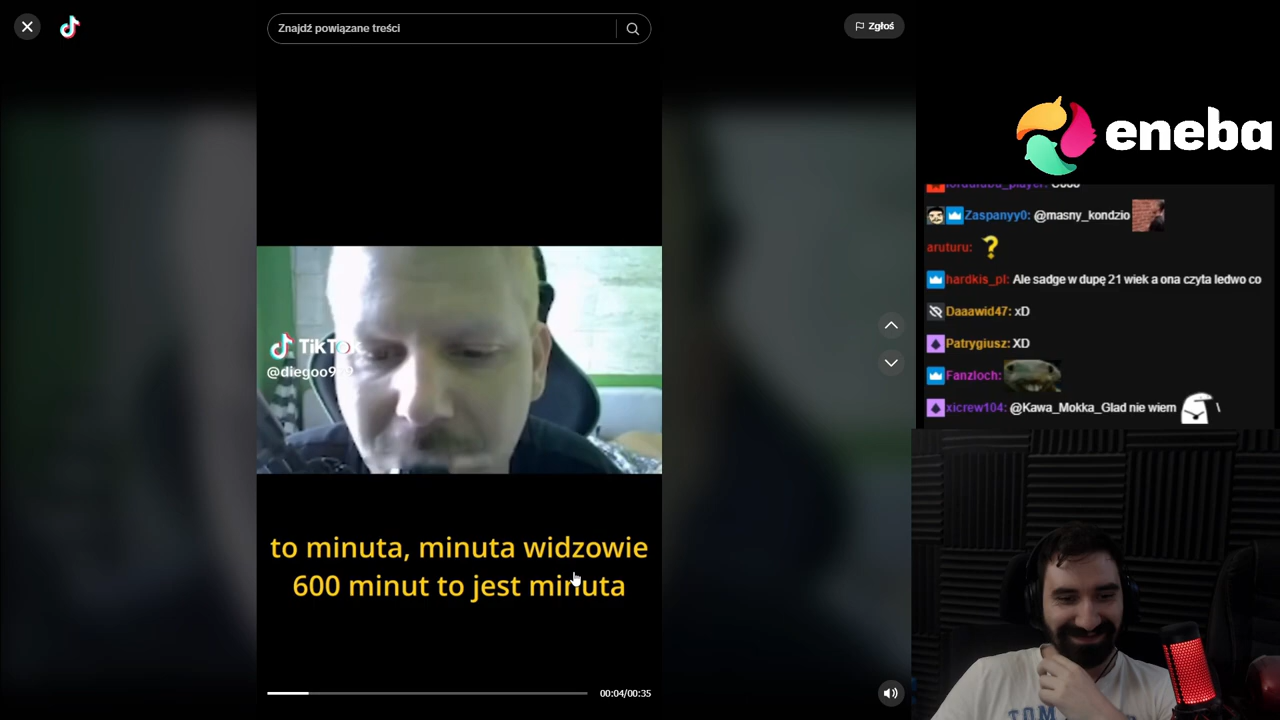 Znajdź powiązane treści
Zgłoś
eneba
Zaspanyy0: @masny_kondzio
aruturu:
hardkis_pl: Ale sadge w dupę 21 wiek a ona czyta ledwo co
Daaawid47: xD
Patrygiusz: XD
Fanzloch:
xicrew104: @Kawa_Mokka_Glad nie wiem \
TikTok
@diegoo9
to minuta, minuta widzowie
600 minut to jest minuta
00:04/00:35
TOM